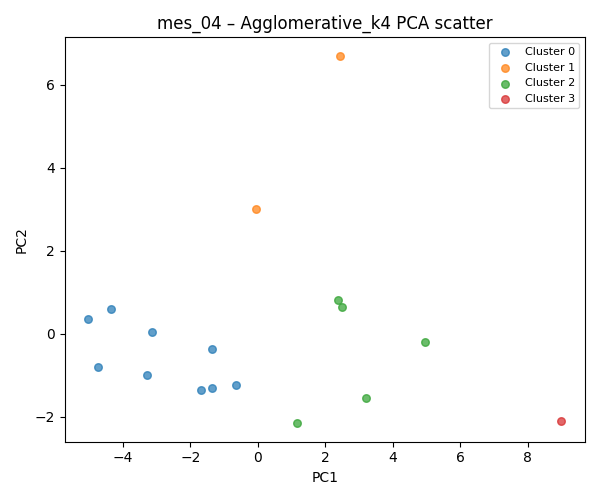 mes_04 – Agglomerative_k4 PCA scatter
Cluster 0
Cluster 1
Cluster 2
Cluster 3
PC2
6
4
2
0
−2
−4
−2
0
2
4
6
8
PC1